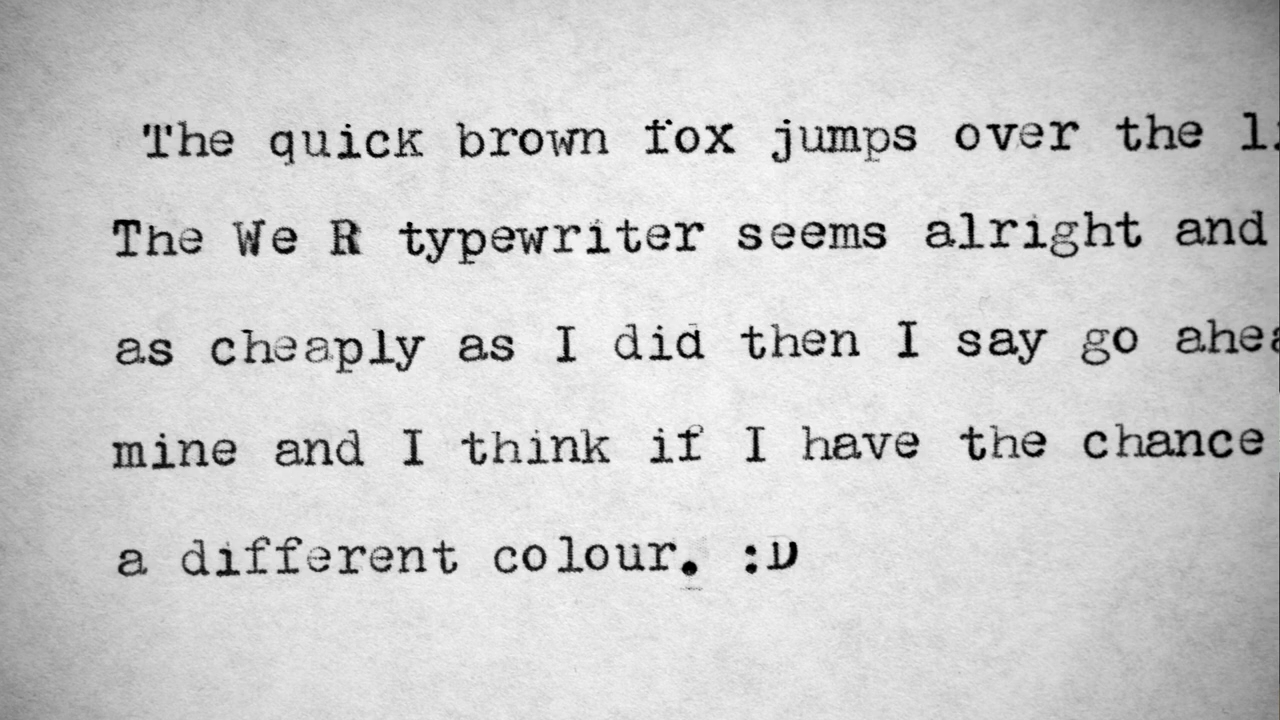 The quick brown fox jumps over the
The We R typewriter seems alright and
as cheaply as I did then I say go
mine and I think if I have the chance
a different colour. :D